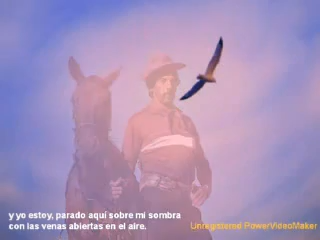 y yo estoy, parado aquí sobre mi sombra
con las venas abiertas en el aire.
Unregistered PowerVideoMaker